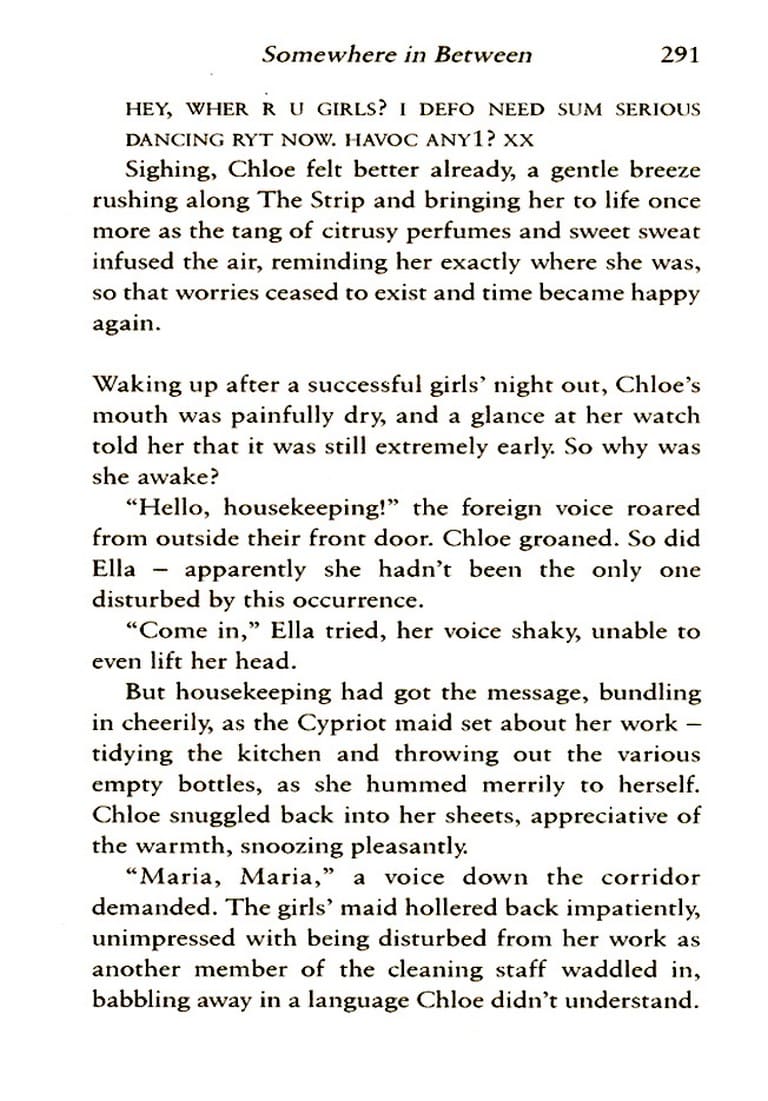 Somewhere in Between 291
HEY, WHER R U GIRLS? I DEFO NEED SUM SERIOUS
DANCING RYT NOW. HAVOC ANY1? XX
Sighing, Chloe felt better already, a gentle breeze
rushing along The Strip and bringing her to life once
more as the tang of citrusy perfumes and sweet sweat
infused the air, reminding her exactly where she was,
so that worries ceased to exist and time became happy
again.
Waking up after a successful girls’ night out, Chloe’s
mouth was painfully dry, and a glance at her watch
told her that it was still extremely early. So why was
she awake?
“Hello, housekeeping!” the foreign voice roared
from outside their front door. Chloe groaned. So did
Ella – apparently she hadn’t been the only one
disturbed by this occurrence.
“Come in,” Ella tried, her voice shaky, unable to
even lift her head.
But housekeeping had got the message, bundling
in cheerily, as the Cypriot maid set about her work –
tidying the kitchen and throwing out the various
empty bottles, as she hummed merrily to herself.
Chloe snuggled back into her sheets, appreciative of
the warmth, snoozing pleasantly.
“Maria, Maria,” a voice down the corridor
demanded. The girls’ maid hollered back impatiently,
unimpressed with being disturbed from her work as
another member of the cleaning staff waddled in,
babbling away in a language Chloe didn’t understand.